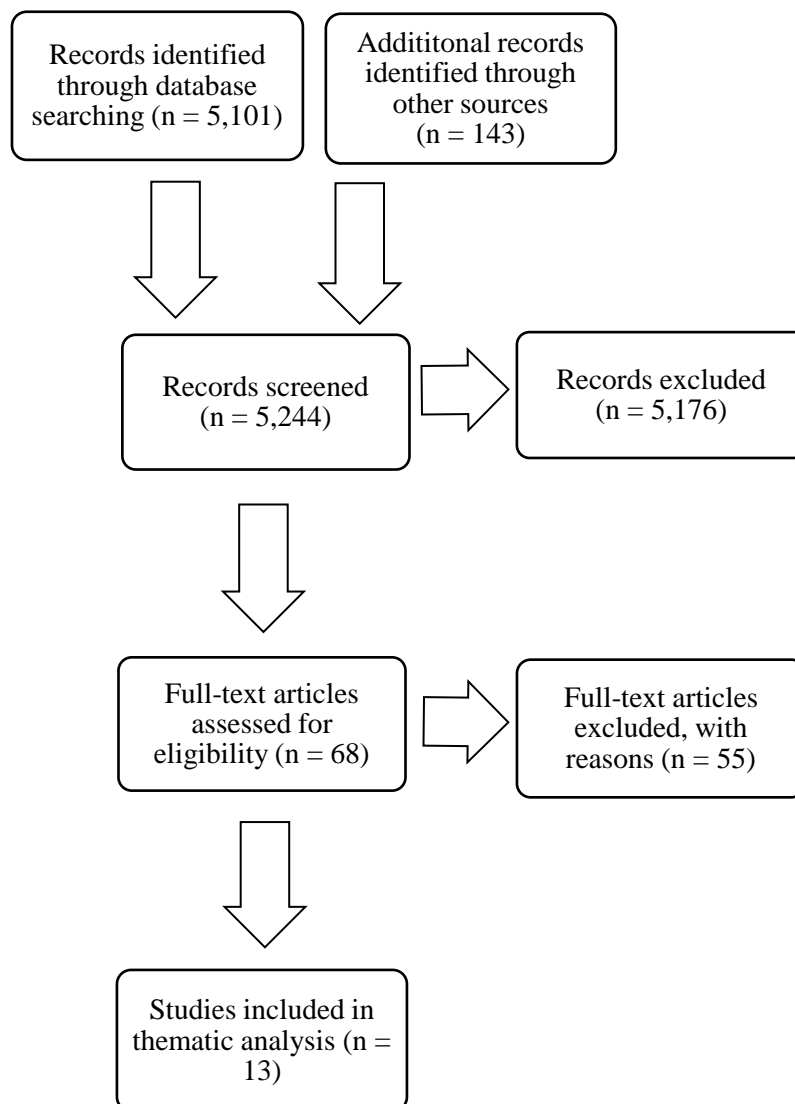 Records identified
through database
searching (n = 5,101)
Addititonal records
identified through
other sources
(n = 143)
Records screened
(n = 5,244)
Records excluded
(n = 5,176)
Full-text articles
assessed for
eligibility (n = 68)
Full-text articles
excluded, with
reasons (n = 55)
Studies included in
thematic analysis (n =
13)